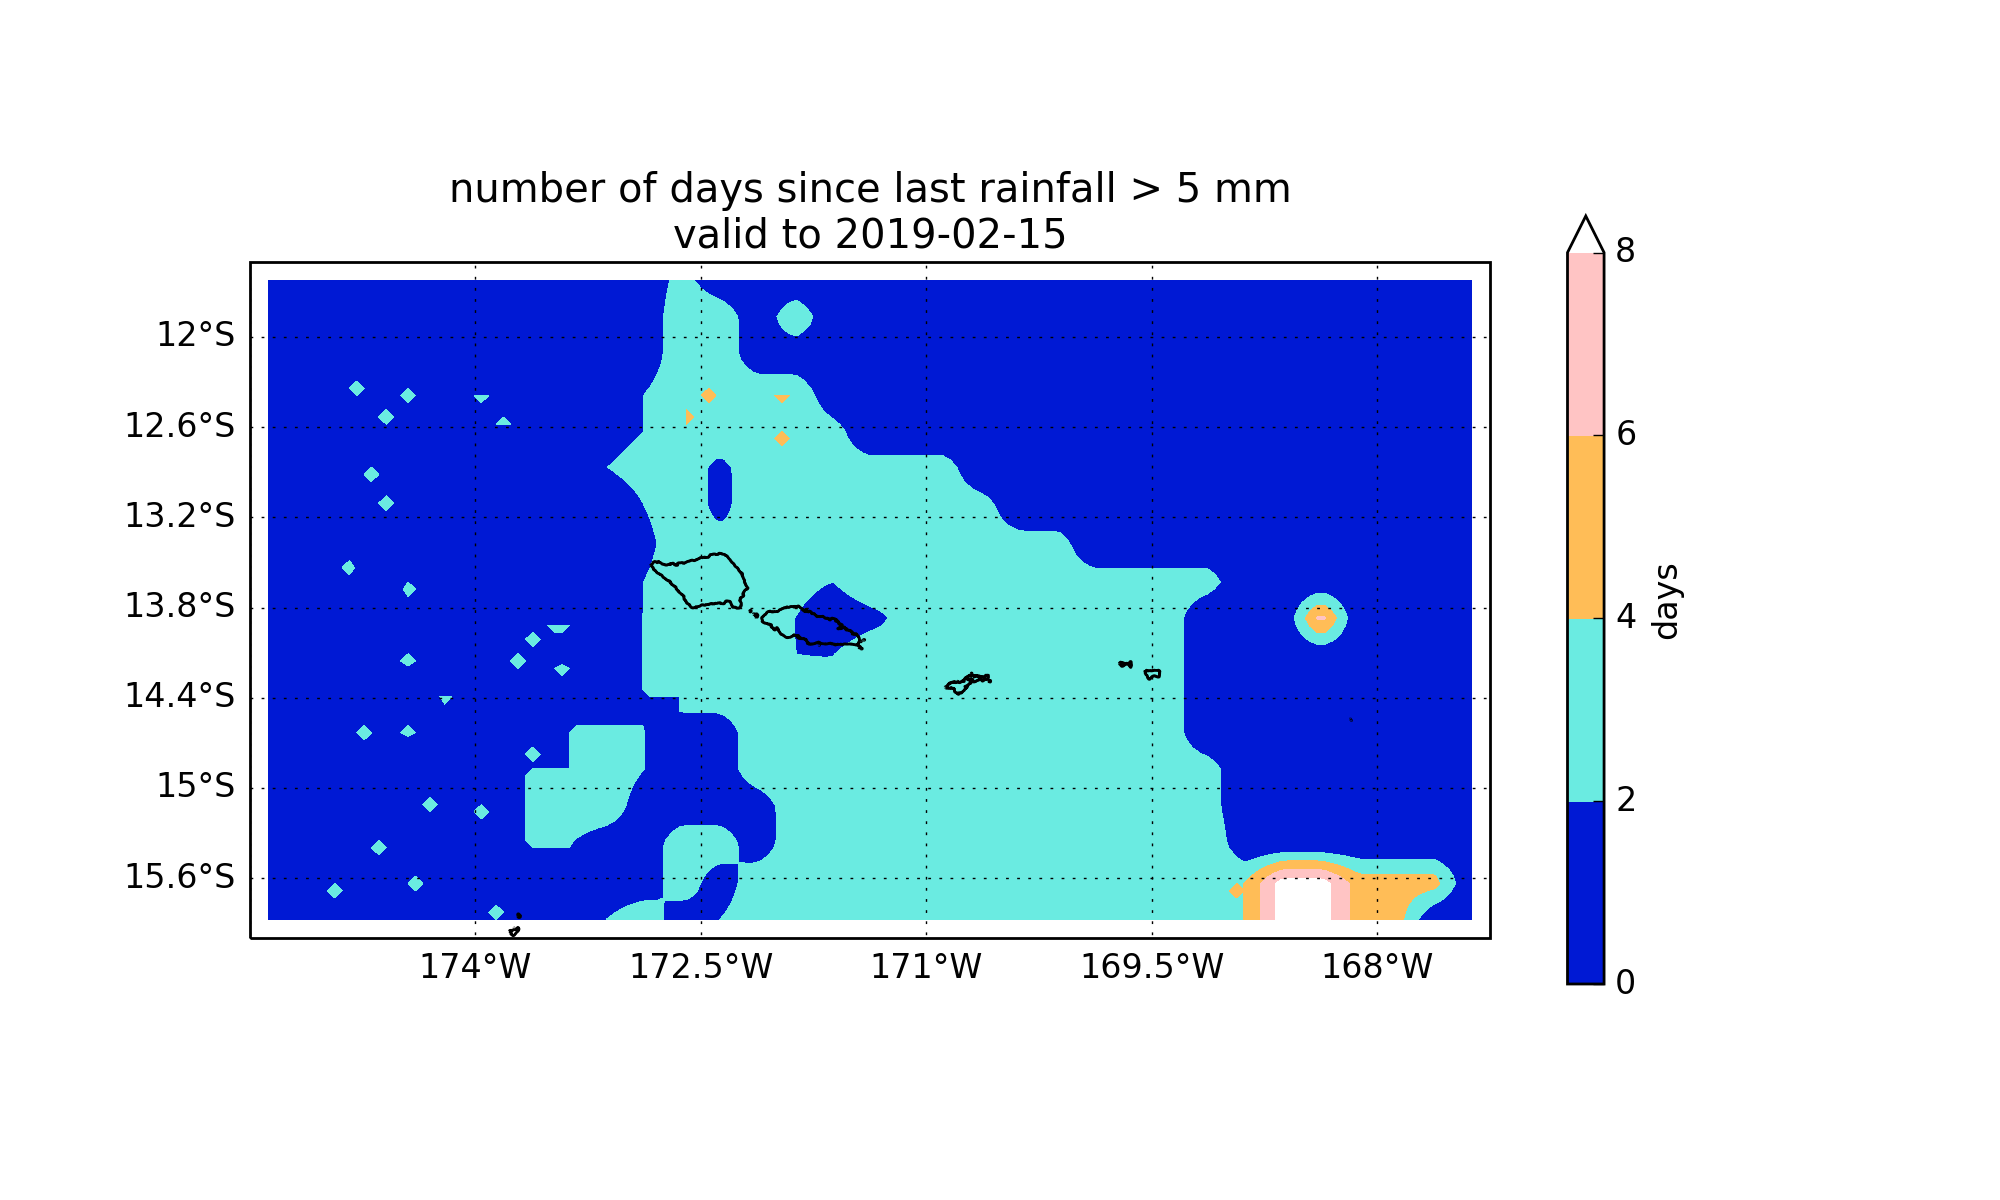 number of days since last rainfall > 5 mm
valid to 2019-02-15
12°S
12.6°S
13.2°S
13.8°S
14.4°S
15°S
15.6°S
174°W
172.5°W
171°W
169.5°W
168°W
8
6
4
2
0
days